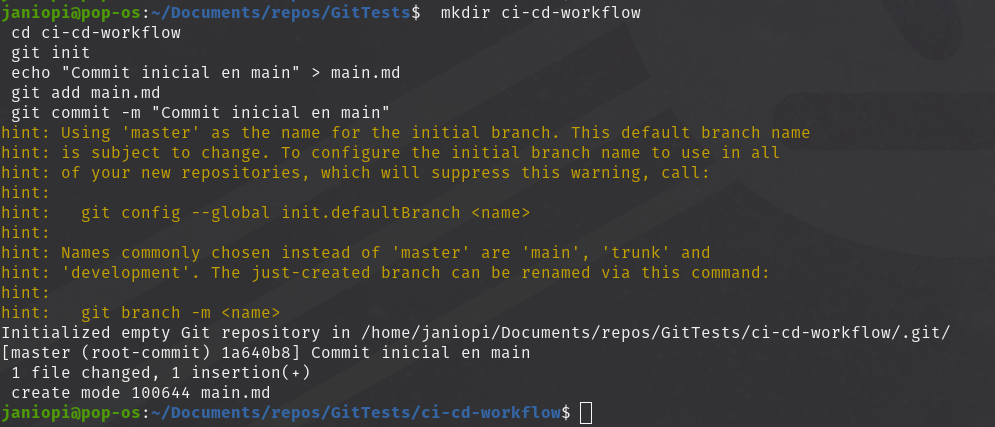 janiopi@pop-os:~/Documents/repos/GitTests$  mkdir ci-cd-workflow
 cd ci-cd-workflow
 git init
 echo "Commit inicial en main" > main.md
 git add main.md
 git commit -m "Commit inicial en main"
hint: Using 'master' as the name for the initial branch. This default branch name
hint: is subject to change. To configure the initial branch name to use in all
hint: of your new repositories, which will suppress this warning, call:
hint:
hint:   git config --global init.defaultBranch <name>
hint:
hint: Names commonly chosen instead of 'master' are 'main', 'trunk' and
hint: 'development'. The just-created branch can be renamed via this command:
hint:
hint:   git branch -m <name>
Initialized empty Git repository in /home/janiopi/Documents/repos/GitTests/ci-cd-workflow/.git/
[master (root-commit) 1a640b8] Commit inicial en main
 1 file changed, 1 insertion(+)
 create mode 100644 main.md
janiopi@pop-os:~/Documents/repos/GitTests/ci-cd-workflow$